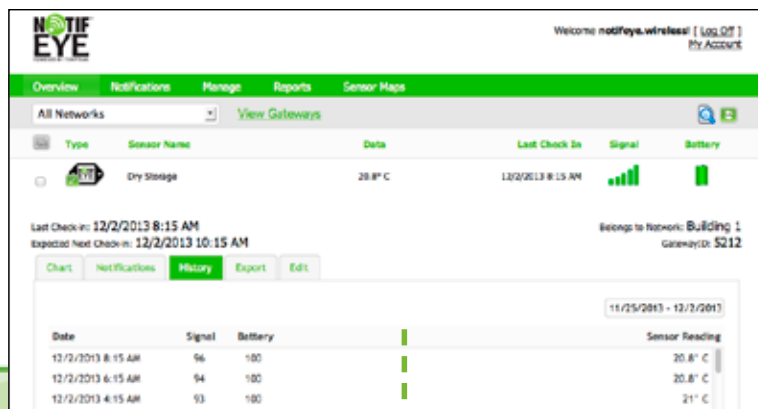 NOTIF
EYE
Welcome notifeye.wireless! [ Log Off ]
My Account
Overview Notifications Manage Reports Sensor Maps
All Networks View Gateways
Type Sensor Name Data Last Check In Signal Battery
Dry Storage 20.8° C 12/2/2013 8:15 AM
Last Check-in: 12/2/2013 8:15 AM Belongs to Network: Building 1
Expected Next Check-in: 12/2/2013 10:15 AM GatewayID: 5212
Chart Notifications History Export Edit
11/25/2013 - 12/2/2013
Date Signal Battery Sensor Reading
12/2/2013 8:15 AM 96 100 20.8° C
12/2/2013 6:15 AM 94 100 20.8° C
12/2/2013 4:15 AM 93 100 21° C